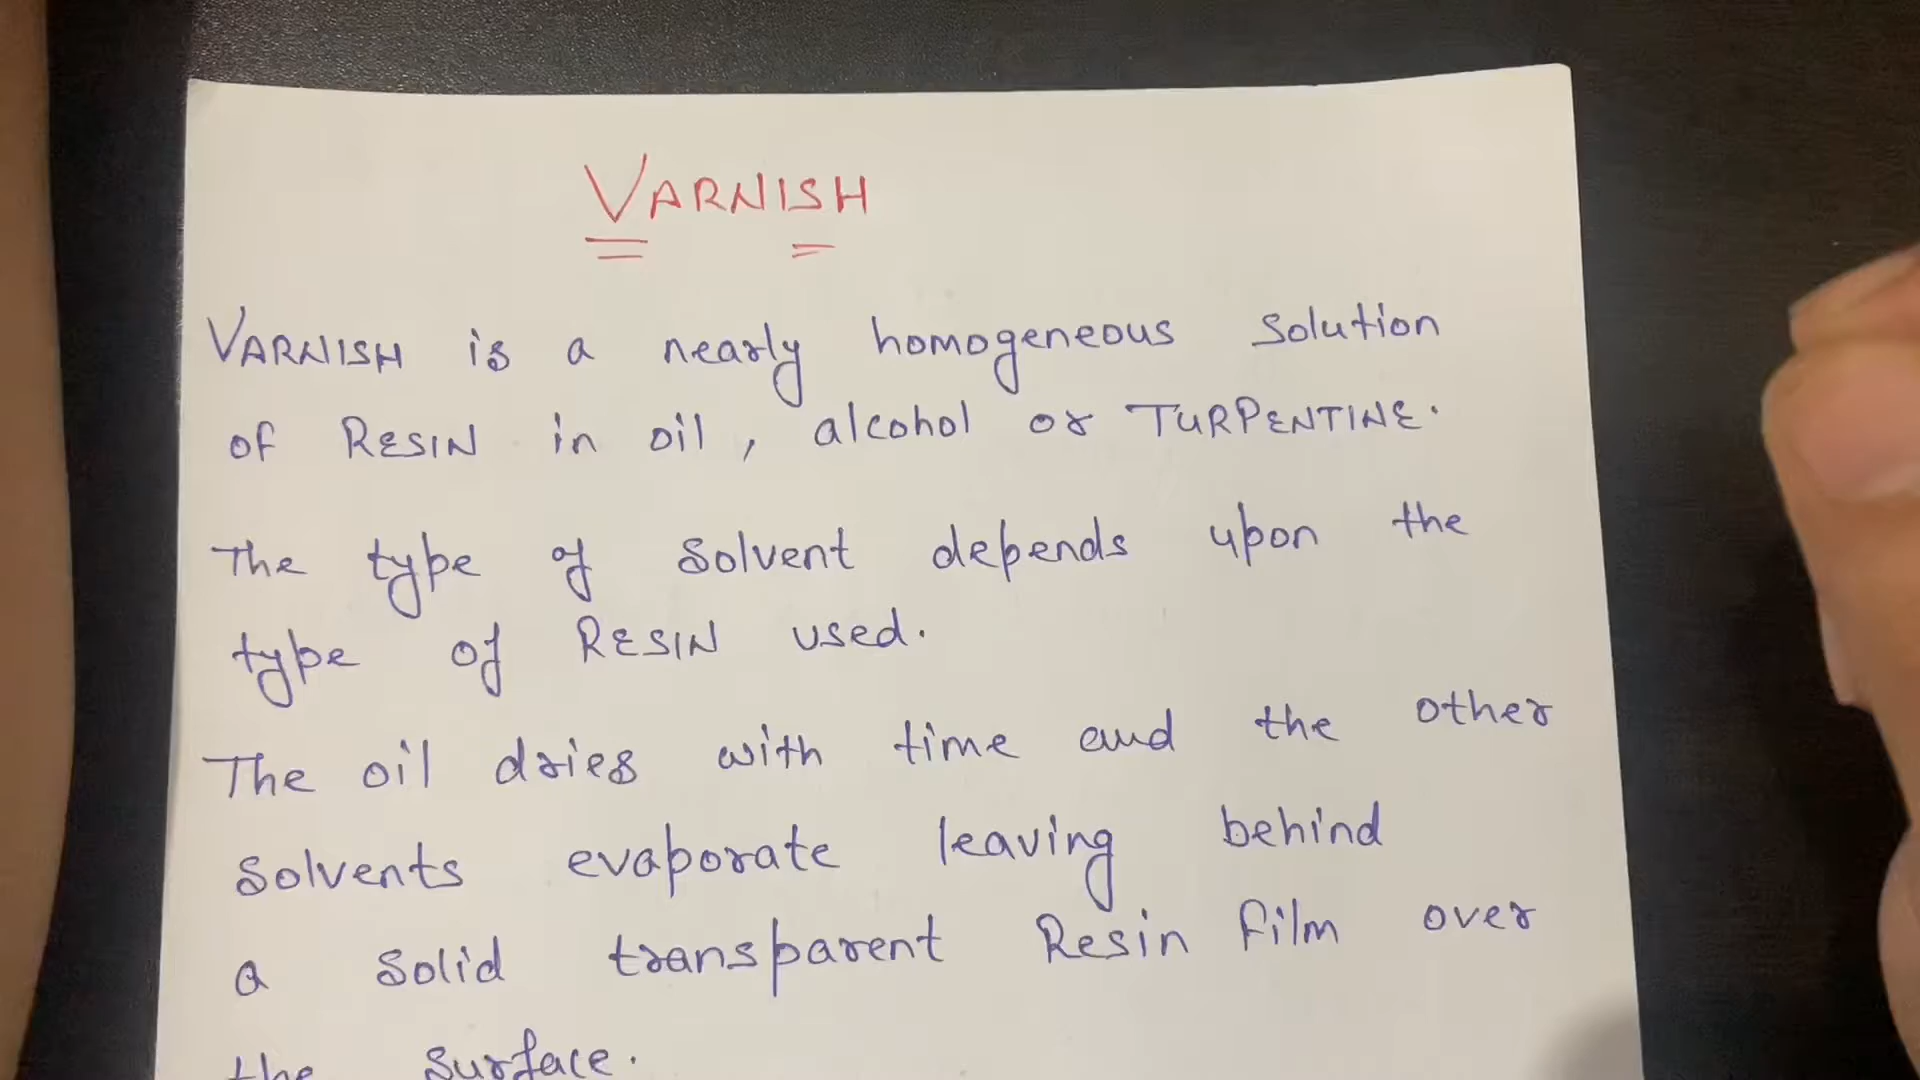 VARNISH
VARNISH is a nearly homogeneous solution
of RESIN in oil, alcohol or TURPENTINE.
The type of solvent depends upon the
type of RESIN used.
The oil dries with time and the other
solvents evaporate leaving behind
a solid transparent Resin film over
the surface.